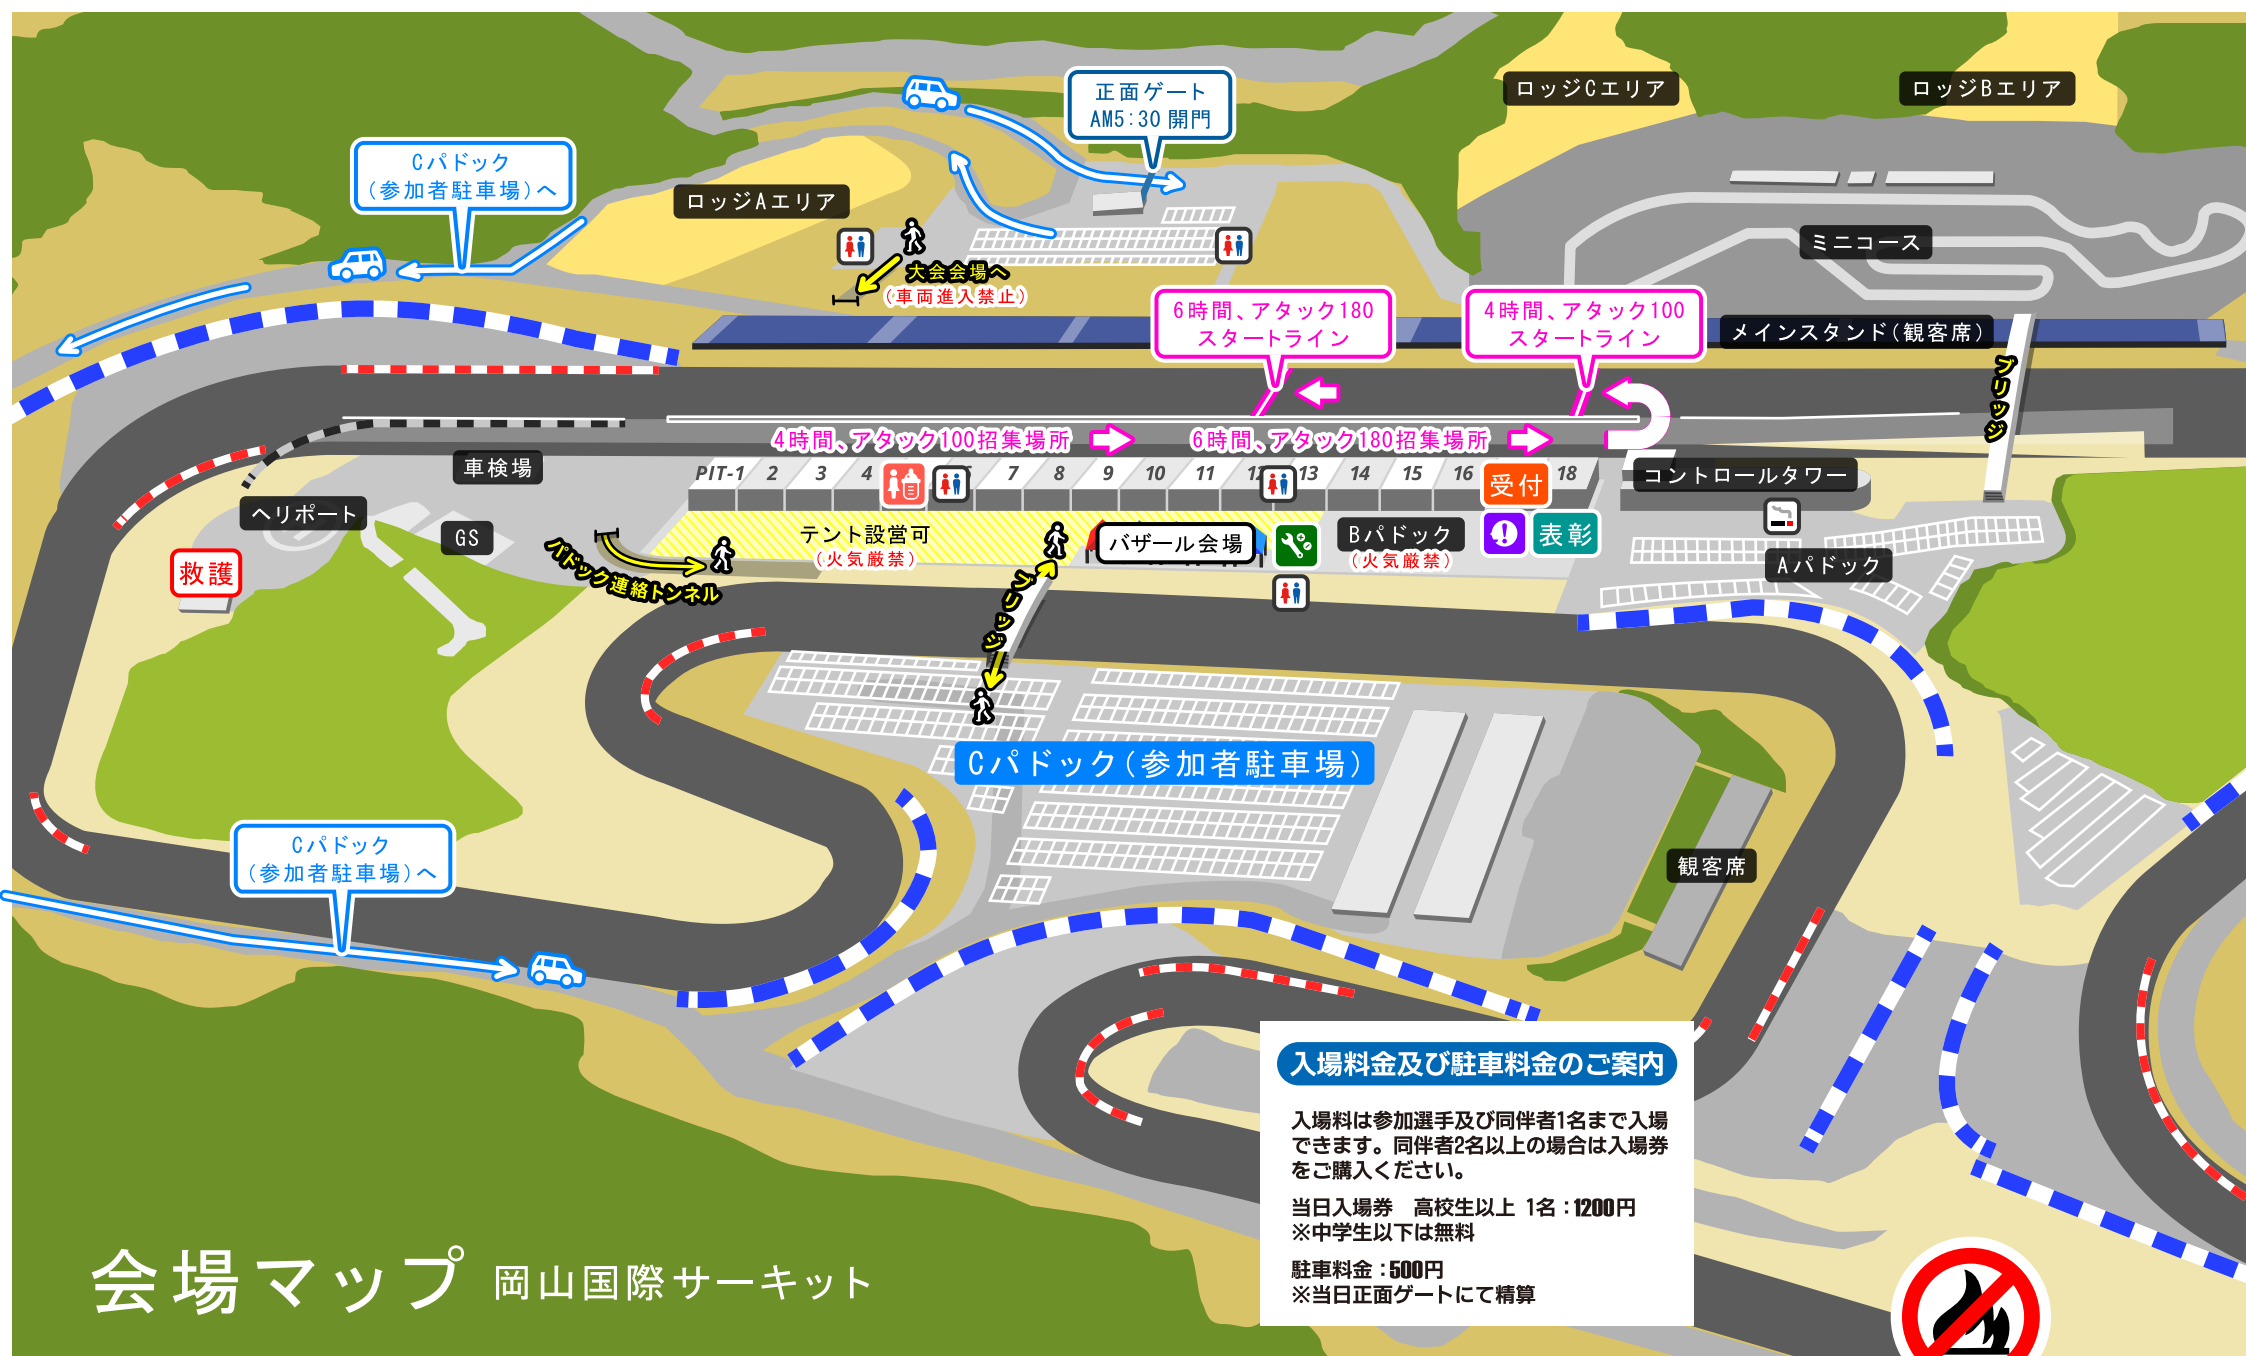 ロッジCエリア
ロッジBエリア
正面ゲート
AM5:30 開門
Cパドック
(参加者駐車場)へ
ロッジAエリア
ミニコース
大会会場へ
(車両進入禁止)
6時間、アタック180
スタートライン
4時間、アタック100
スタートライン
メインスタンド(観客席)
ブリッジ
4時間、アタック100招集場所
6時間、アタック180招集場所
車検場
PIT-1 2 3 4 7 8 9 10 11 12 13 14 15 16 18
受付
コントロールタワー
ヘリポート
GS
テント設営可
(火気厳禁)
バザール会場
Bパドック
(火気厳禁)
表彰
Aパドック
救護
パドック連絡トンネル
ブリッジ
Cパドック(参加者駐車場)
Cパドック
(参加者駐車場)へ
観客席
入場料金及び駐車料金のご案内
入場料は参加選手及び同伴者1名まで入場
できます。同伴者2名以上の場合は入場券
をご購入ください。
当日入場券　高校生以上 1名：1200円
※中学生以下は無料
駐車料金：500円
※当日正面ゲートにて精算
会場マップ 岡山国際サーキット